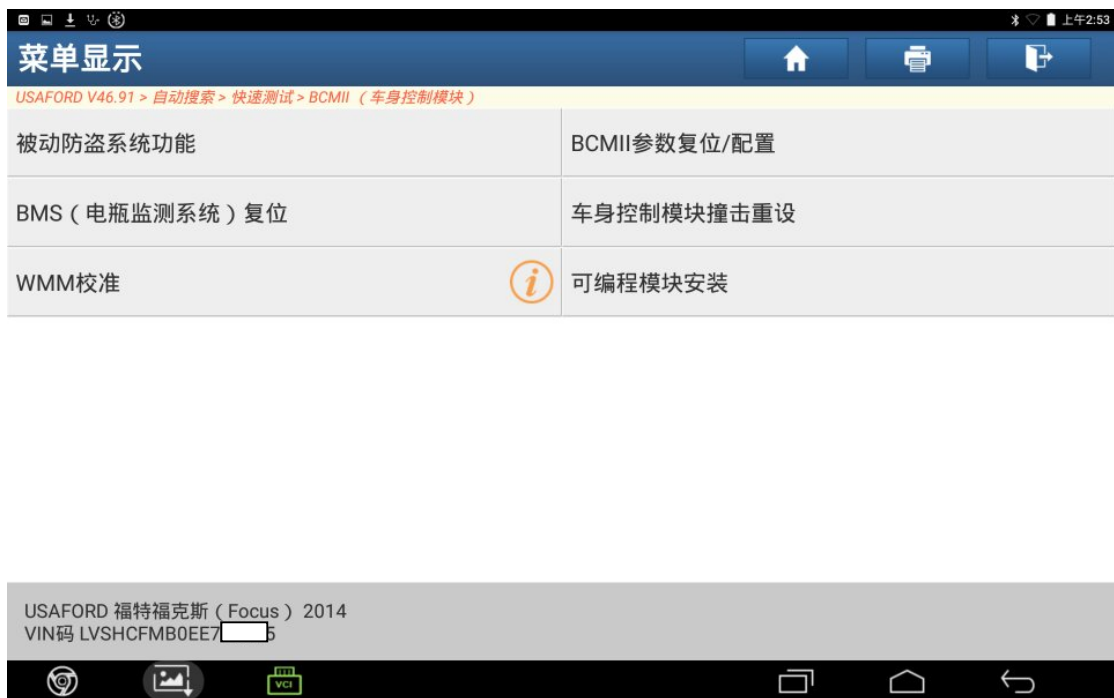 上午2:53
菜单显示
USAFORD V46.91 > 自动搜索 > 快速测试 > BCMII （车身控制模块）
被动防盗系统功能
BCMII参数复位/配置
BMS（电瓶监测系统）复位
车身控制模块撞击重设
WMM校准
i
可编程模块安装
USAFORD 福特福克斯（Focus） 2014
VIN码 LVSHCFMB0EE7 5
VCI